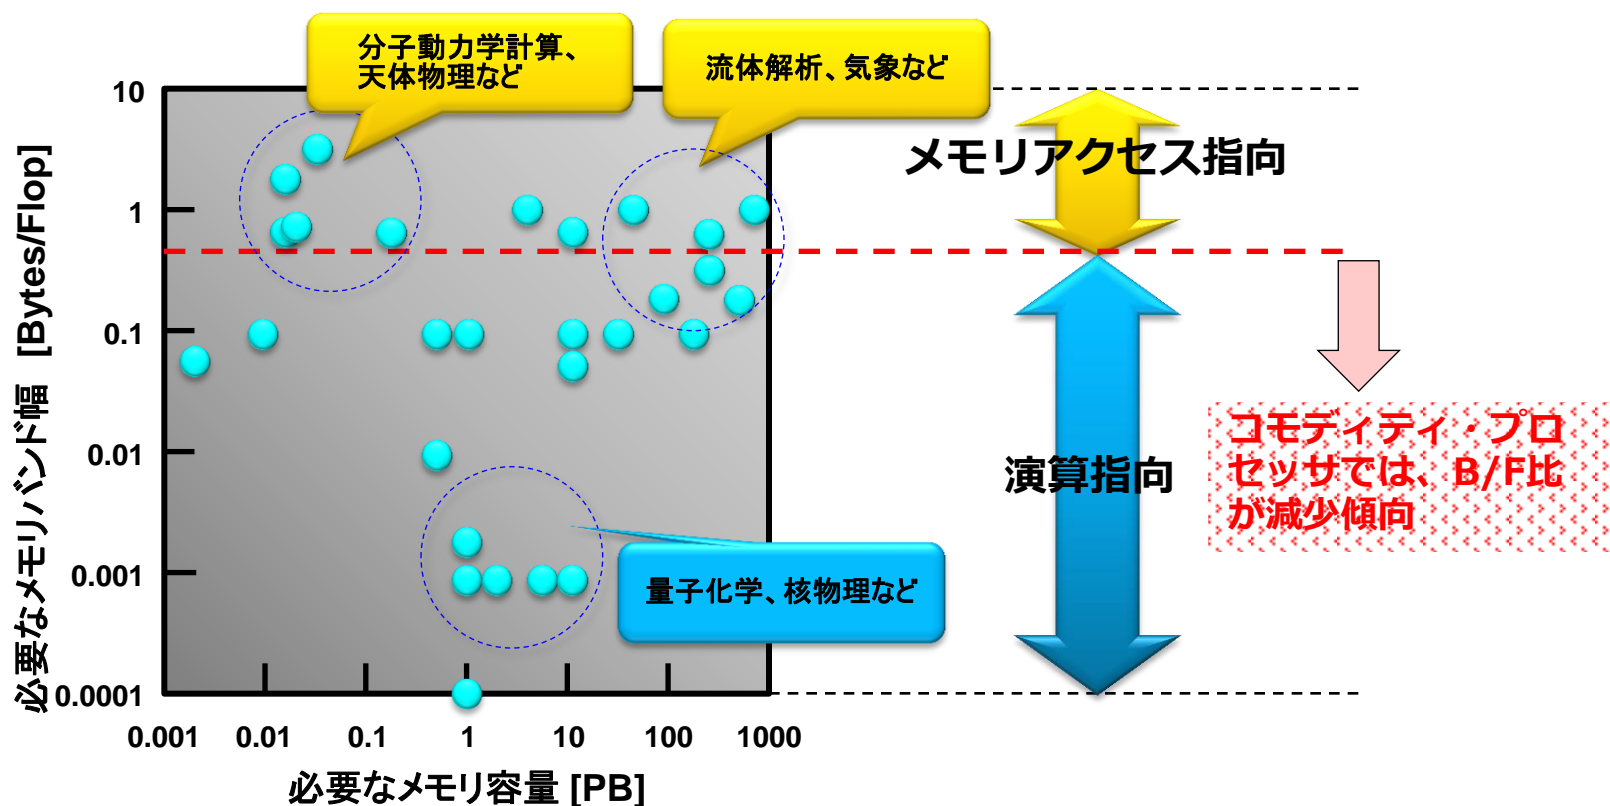 分子動力学計算、
天体物理など
流体解析、気象など
メモリアクセス指向
演算指向
コモディティ・プロ
セッサでは、B/F比
が減少傾向
量子化学、核物理など
必要なメモリバンド幅 [Bytes/Flop]
10
1
0.1
0.01
0.001
0.0001
0.001 0.01 0.1 1 10 100 1000
必要なメモリ容量 [PB]